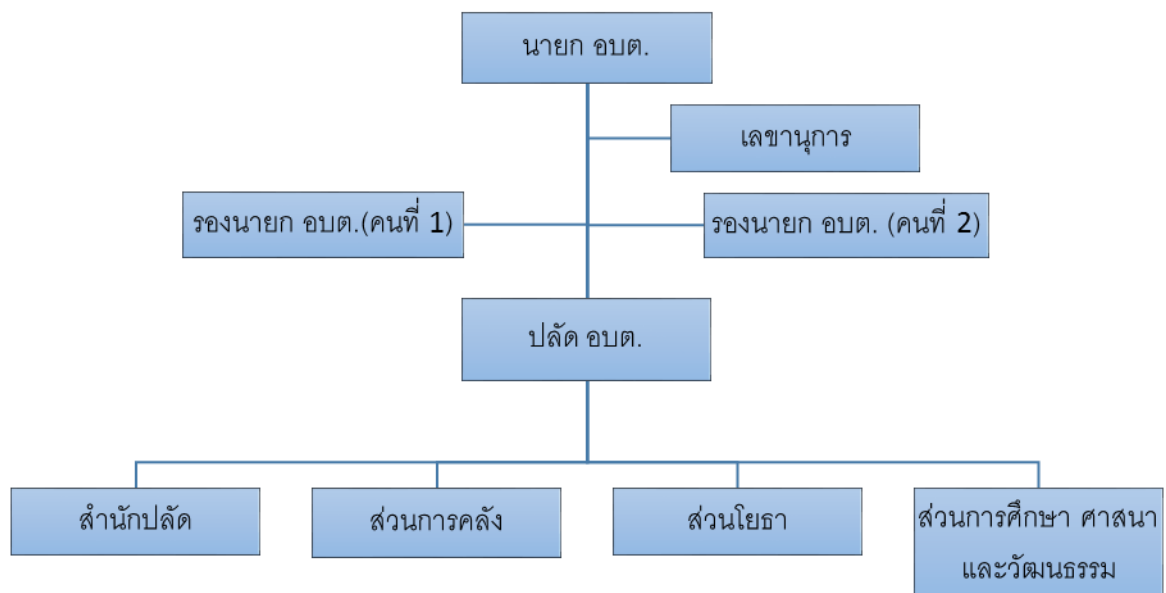 นายก อบต.
เลขานุการ
รองนายก อบต.(คนที่ 1)
รองนายก อบต. (คนที่ 2)
ปลัด อบต.
สำนักปลัด
ส่วนการคลัง
ส่วนโยธา
ส่วนการศึกษา ศาสนา
และวัฒนธรรม